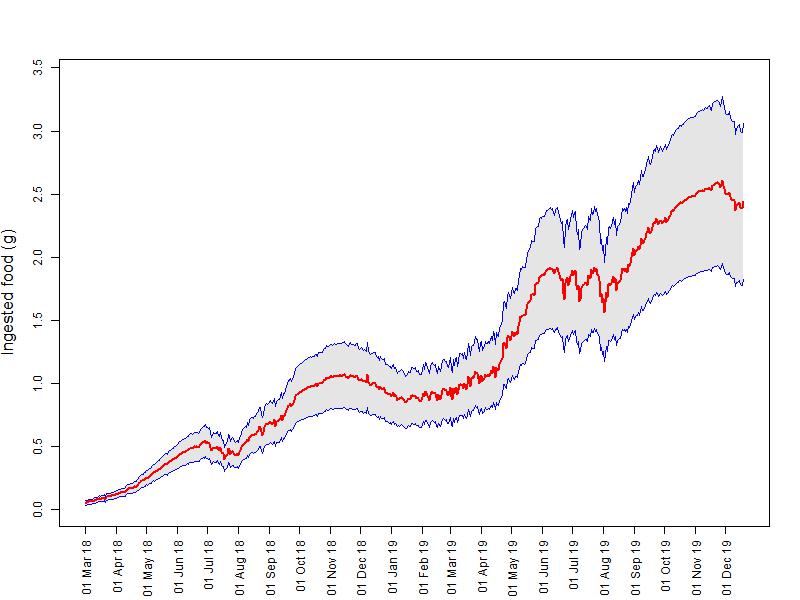 Ingested food (g)
3.5
3.0
2.5
2.0
1.5
1.0
0.5
0.0
01 Mar 18
01 Apr 18
01 May 18
01 Jun 18
01 Jul 18
01 Aug 18
01 Sep 18
01 Oct 18
01 Nov 18
01 Dec 18
01 Jan 19
01 Feb 19
01 Mar 19
01 Apr 19
01 May 19
01 Jun 19
01 Jul 19
01 Aug 19
01 Sep 19
01 Oct 19
01 Nov 19
01 Dec 19